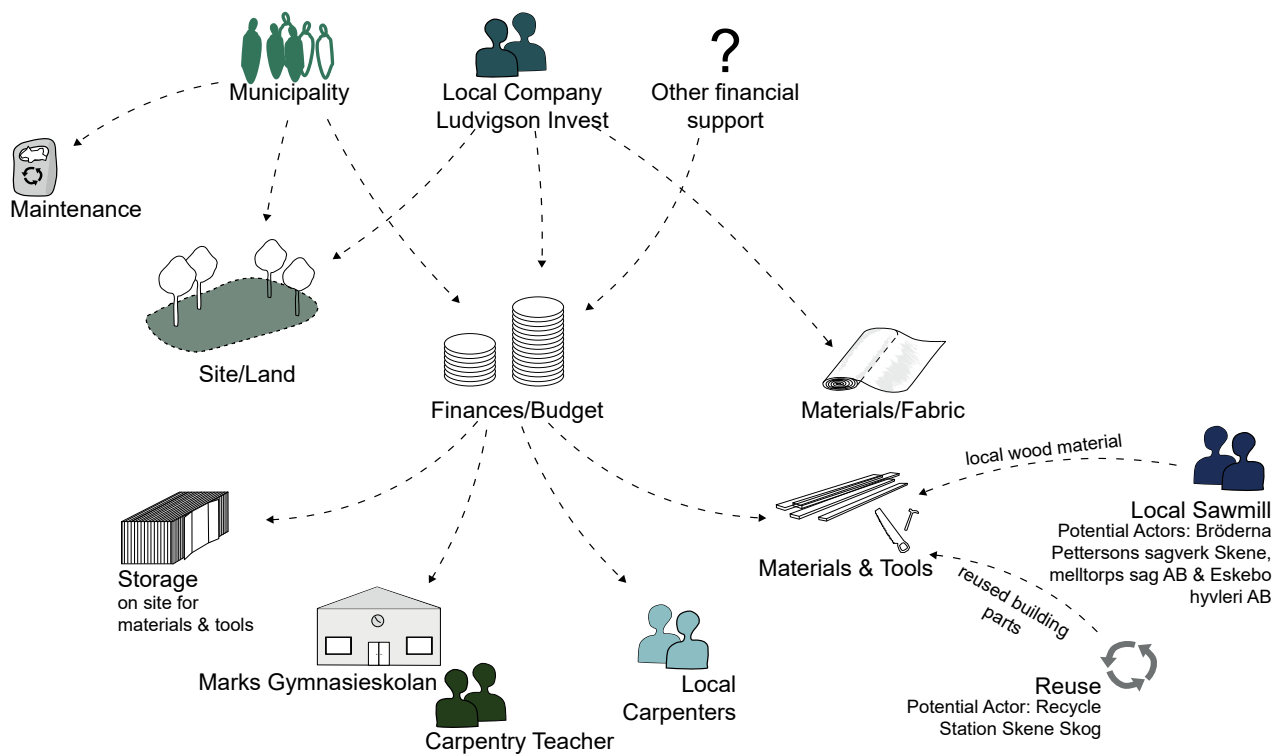 ?
Municipality
Local Company
Ludvigson Invest
Other financial
support
Maintenance
Site/Land
Finances/Budget
Materials/Fabric
local wood material
Local Sawmill
Potential Actors: Bröderna
Pettersons sagverk Skene,
melltorps sag AB & Eskebo
hyvleri AB
Storage
on site for
materials & tools
Materials & Tools
reused building
parts
Marks Gymnasieskolan
Carpentry Teacher
Local
Carpenters
Reuse
Potential Actor: Recycle
Station Skene Skog